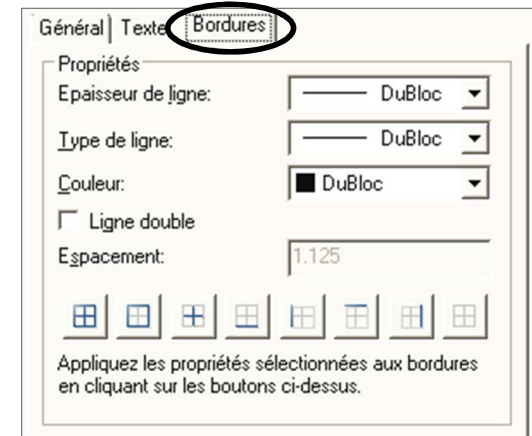 Général Texte Bordures
Propriétés
Epaisseur de ligne: DuBloc
Type de ligne: DuBloc
Couleur: DuBloc
Ligne double
Espacement: 1.125
Appliquez les propriétés sélectionnées aux bordures
en cliquant sur les boutons ci-dessus.